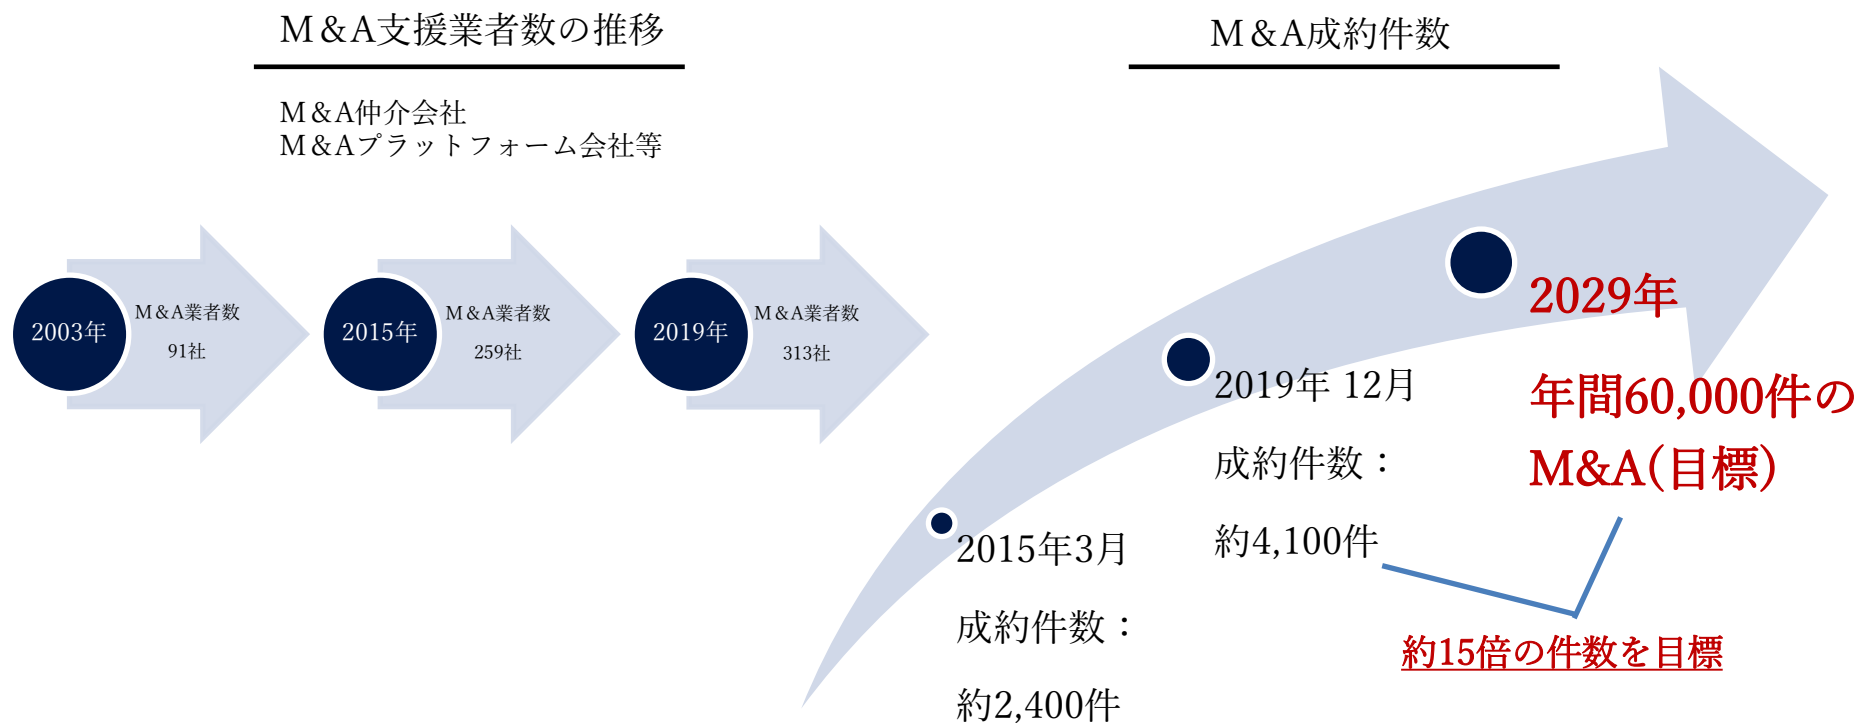 M＆A支援業者数の推移
M＆A仲介会社
M＆Aプラットフォーム会社等
2003年
M＆A業者数
91社
2015年
M＆A業者数
259社
2019年
M＆A業者数
313社
M＆A成約件数
2015年3月
成約件数：
約2,400件
2019年 12月
成約件数：
約4,100件
2029年
年間60,000件の
M&A(目標)
約15倍の件数を目標